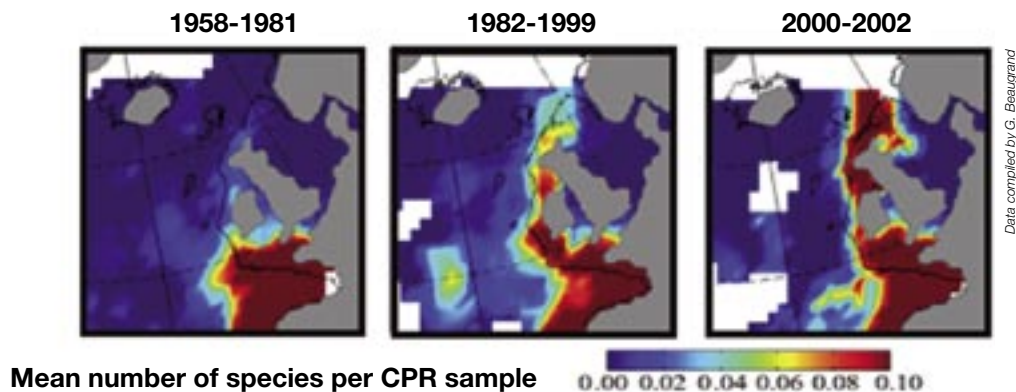 1958-1981 1982-1999 2000-2002
Data compiled by G. Beaugrand
Mean number of species per CPR sample
0.00 0.02 0.04 0.06 0.08 0.10